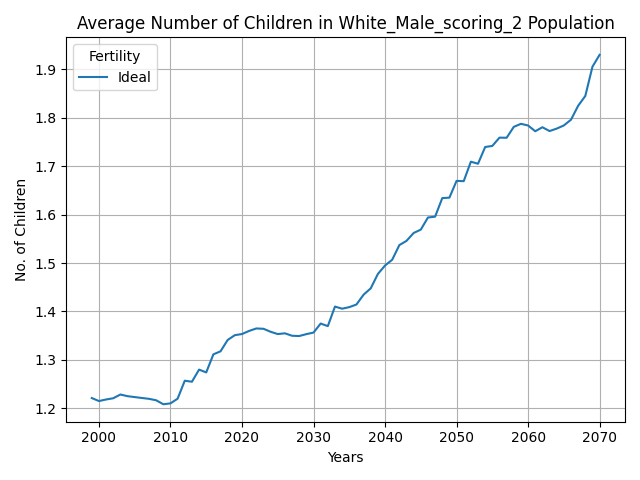 Average Number of Children in White_Male_scoring_2 Population
Fertility
Ideal
No. of Children
1.9
1.8
1.7
1.6
1.5
1.4
1.3
1.2
2000 2010 2020 2030 2040 2050 2060 2070
Years